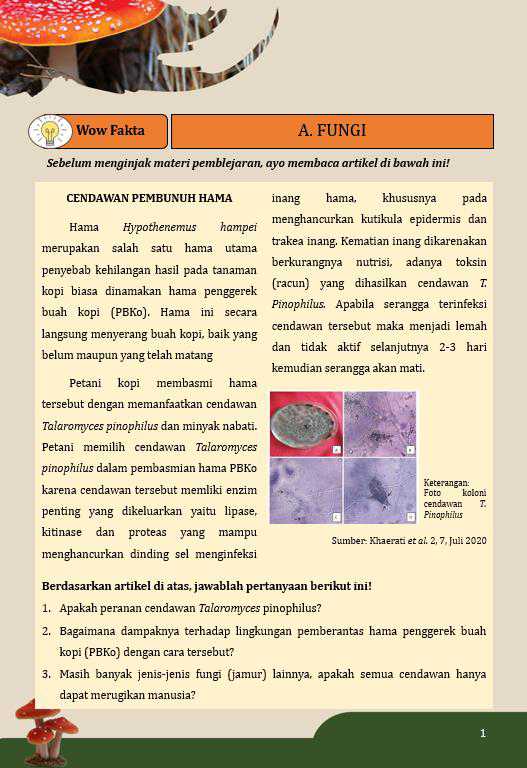 Wow Fakta
A. FUNGI
Sebelum menginjak materi pemblejaran, ayo membaca artikel di bawah ini!
CENDAWAN PEMBUNUH HAMA
Hama Hypothenemus hampei
merupakan salah satu hama utama
penyebab kehilangan hasil pada tanaman
kopi biasa dinamakan hama penggerek
buah kopi (PBKo). Hama ini secara
langsung menyerang buah kopi, baik yang
belum maupun yang telah matang
Petani kopi membasmi hama
tersebut dengan memanfaatkan cendawan
Talaromyces pinophilus dan minyak nabati.
Petani memilih cendawan Talaromyces
pinophilus dalam pembasmian hama PBKo
karena cendawan tersebut memliki enzim
penting yang dikeluarkan yaitu lipase,
kitinase dan proteas yang mampu
menghancurkan dinding sel menginfeksi
inang hama, khususnya pada
menghancurkan kutikula epidermis dan
trakea inang. Kematian inang dikarenakan
berkurangnya nutrisi, adanya toksin
(racun) yang dihasilkan cendawan T.
Pinophilus. Apabila serangga terinfeksi
cendawan tersebut maka menjadi lemah
dan tidak aktif selanjutnya 2-3 hari
kemudian serangga akan mati.
Keterangan:
Foto koloni
cendawan T.
Pinophilus
Sumber: Khaerati et al. 2, 7, Juli 2020
Berdasarkan artikel di atas, jawablah pertanyaan berikut ini!
1. Apakah peranan cendawan Talaromyces pinophilus?
2. Bagaimana dampaknya terhadap lingkungan pemberantas hama penggerek buah
kopi (PBKo) dengan cara tersebut?
3. Masih banyak jenis-jenis fungi (jamur) lainnya, apakah semua cendawan hanya
dapat merugikan manusia?
1